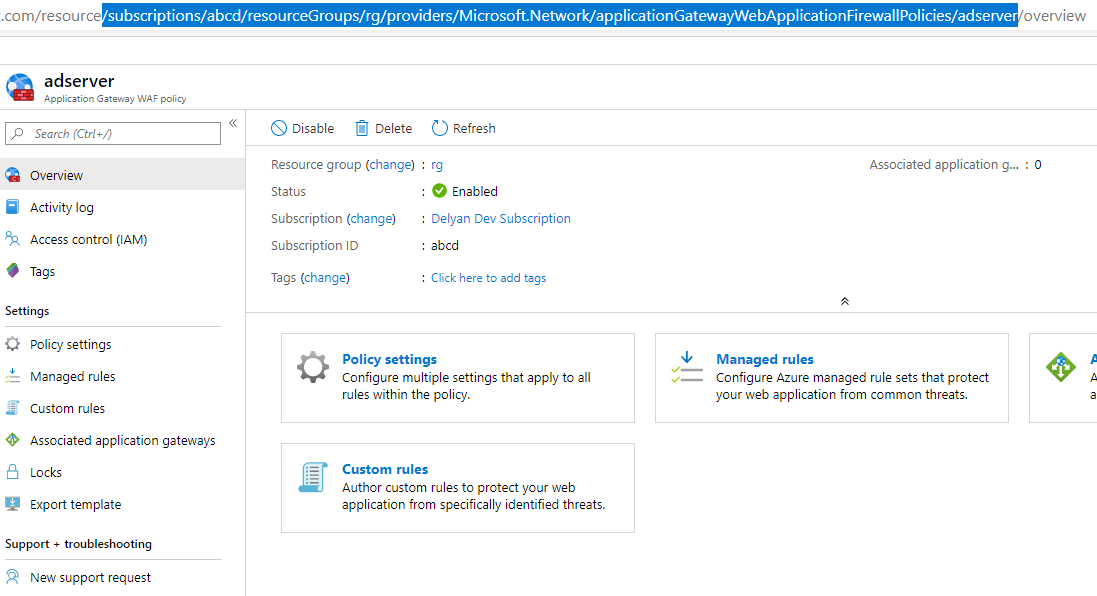 t.com/resource/subscriptions/abcd/resourceGroups/rg/providers/Microsoft.Network/applicationGatewayWebApplicationFirewallPolicies/adserver/overview
adserver
Application Gateway WAF policy
Search (Ctrl+/)
«
Disable Delete Refresh
Overview
Activity log
Access control (IAM)
Tags
Settings
Policy settings
Managed rules
Custom rules
Associated application gateways
Locks
Export template
Support + troubleshooting
New support request
Resource group (change) : rg
Associated application g... : 0
Status : Enabled
Subscription (change) : Delyan Dev Subscription
Subscription ID : abcd
Tags (change) : Click here to add tags
Policy settings
Configure multiple settings that apply to all
rules within the policy.
Managed rules
Configure Azure managed rule sets that protect
your web application from common threats.
Custom rules
Author custom rules to protect your web
application from specifically identified threats.